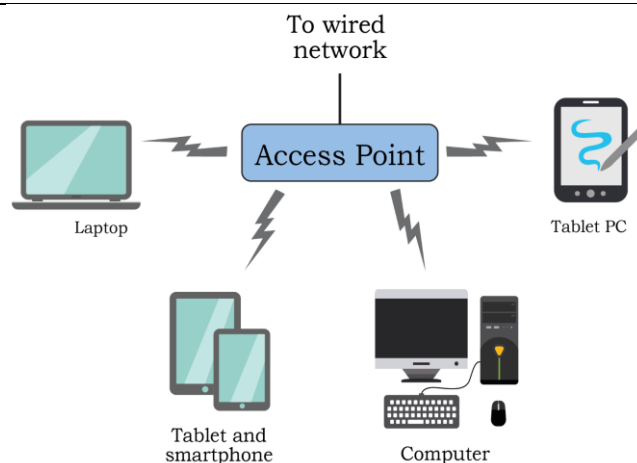 To wired
network
Access Point
Laptop
Tablet PC
Tablet and
smartphone
Computer